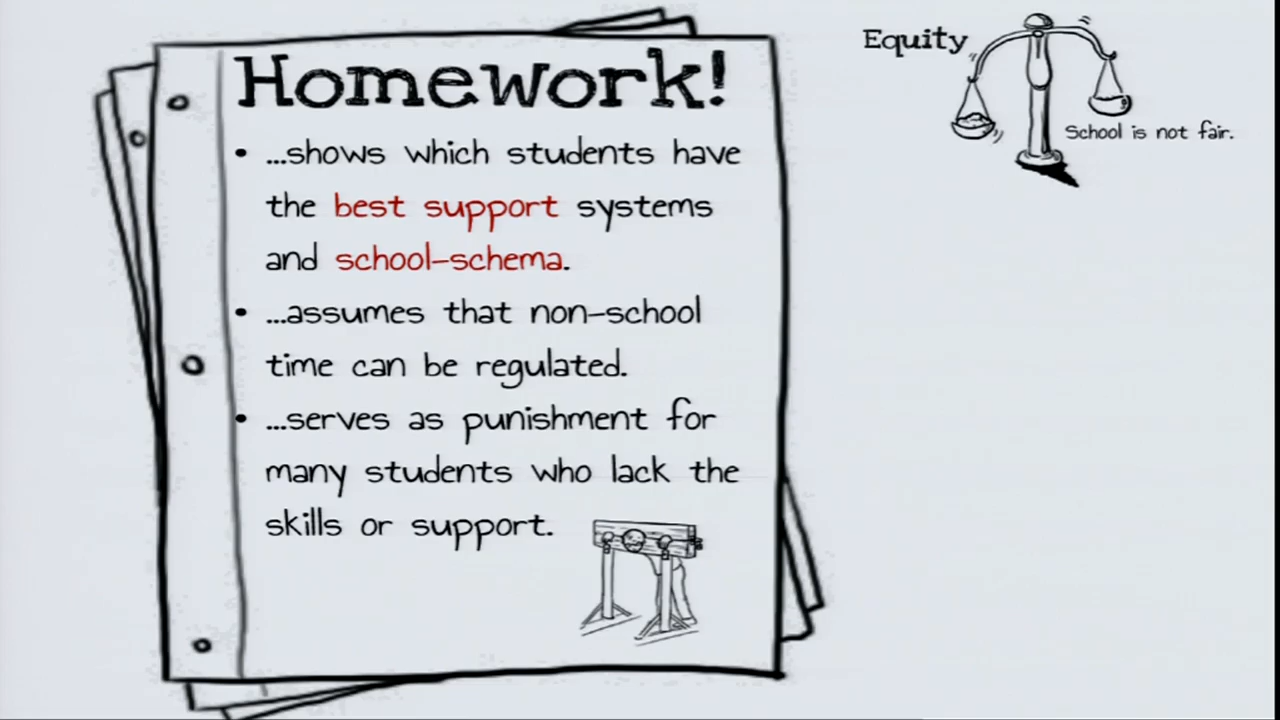 Homework!
• ...shows which students have
the best support systems
and school-schema.
• ...assumes that non-school
time can be regulated.
• ...serves as punishment for
many students who lack the
skills or support.
Equity
School is not fair.